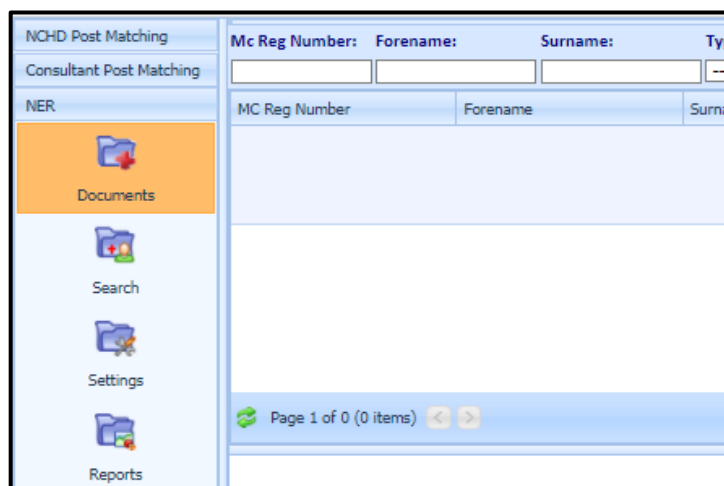 NCHD Post Matching
Consultant Post Matching
NER
Documents
Search
Settings
Reports
Mc Reg Number: Forename: Surname:
MC Reg Number Forename
Page 1 of 0 (0 items)